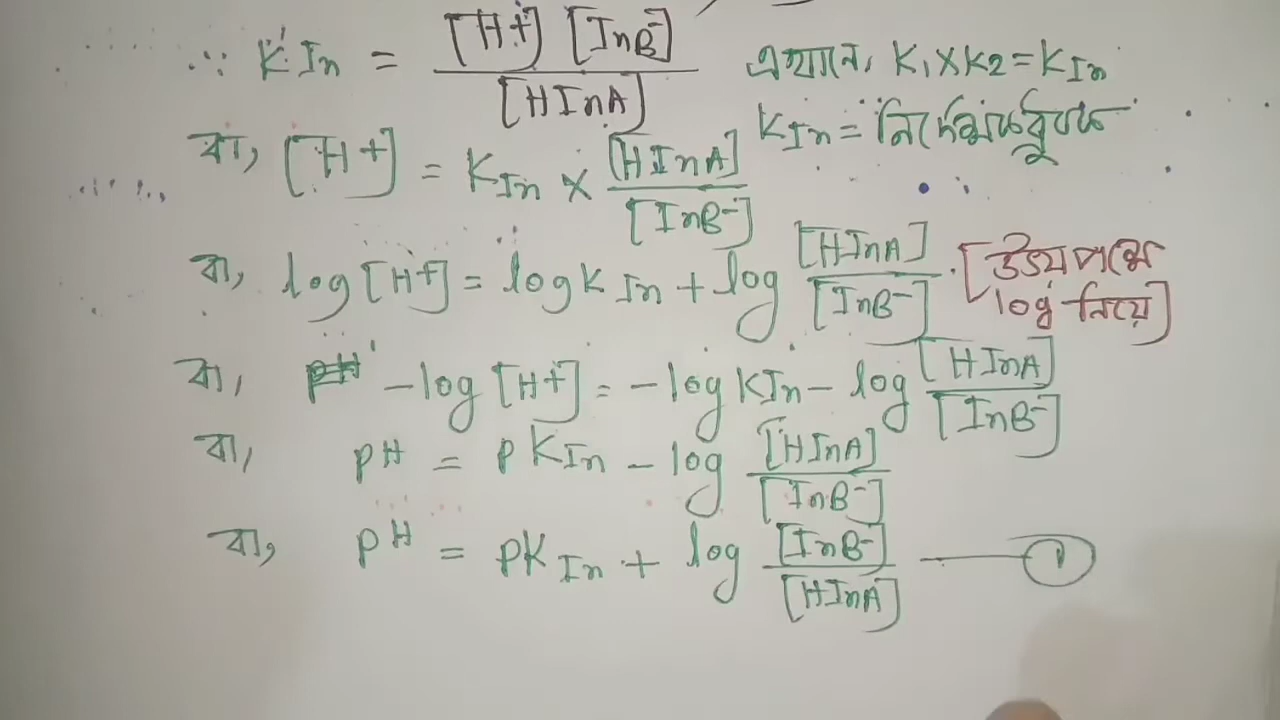 ∴ KIn = [H+] [InB⁻] / [HInA] এখানে, K₁×K₂=KIn
KIn = নির্দেশক ধ্রুবক
বা, [H+] = KIn × [HInA] / [InB⁻]
বা, log [H+] = log KIn + log [HInA] / [InB⁻] . [উভয় পক্ষে log নিয়ে]
বা, -log [H+] = -log KIn - log [HInA] / [InB⁻]
বা, pH = pKIn - log [HInA] / [InB⁻]
বা, pH = pKIn + log [InB⁻] / [HInA] —— ①